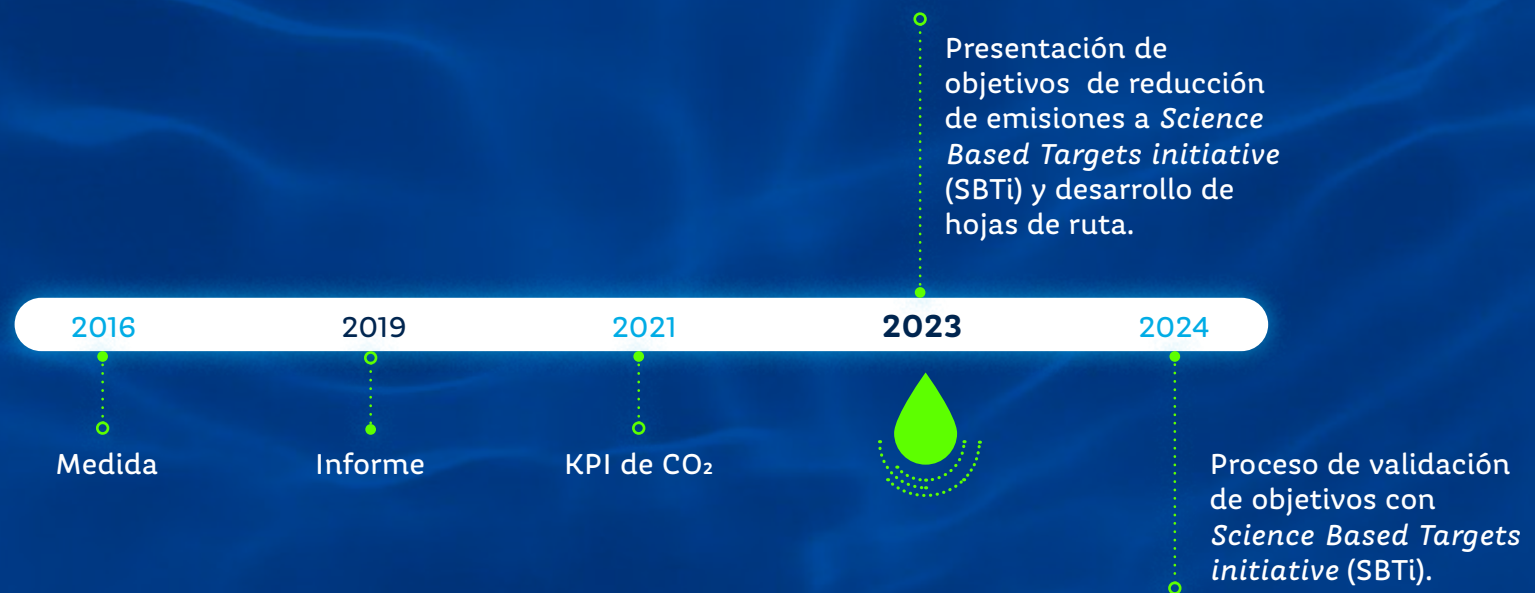 Presentación de
objetivos de reducción
de emisiones a Science
Based Targets initiative
(SBTi) y desarrollo de
hojas de ruta.
2016
2019
2021
2023
2024
Medida
Informe
KPI de CO₂
Proceso de validación
de objetivos con
Science Based Targets
initiative (SBTi).